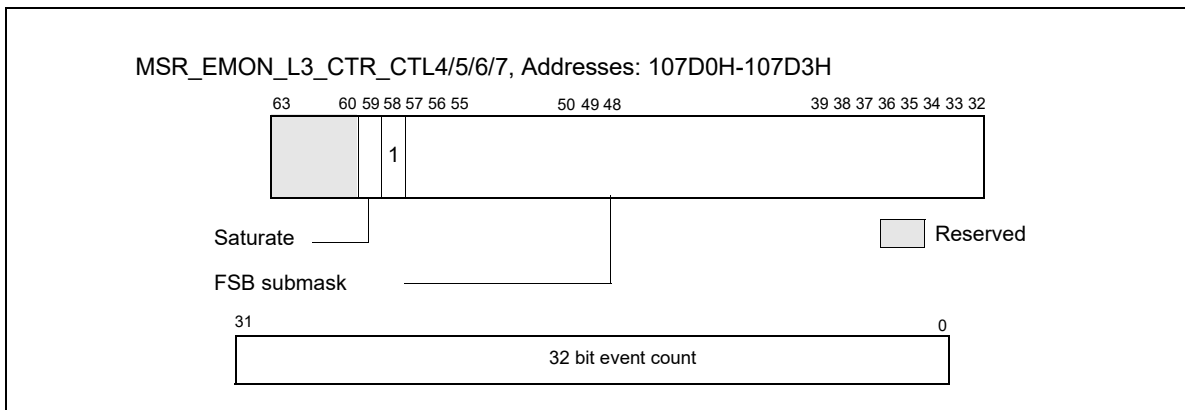 MSR_EMON_L3_CTR_CTL4/5/6/7, Addresses: 107D0H-107D3H
63 60 59 58 57 56 55 50 49 48 39 38 37 36 35 34 33 32
1
Saturate
Reserved
FSB submask
31 0
32 bit event count